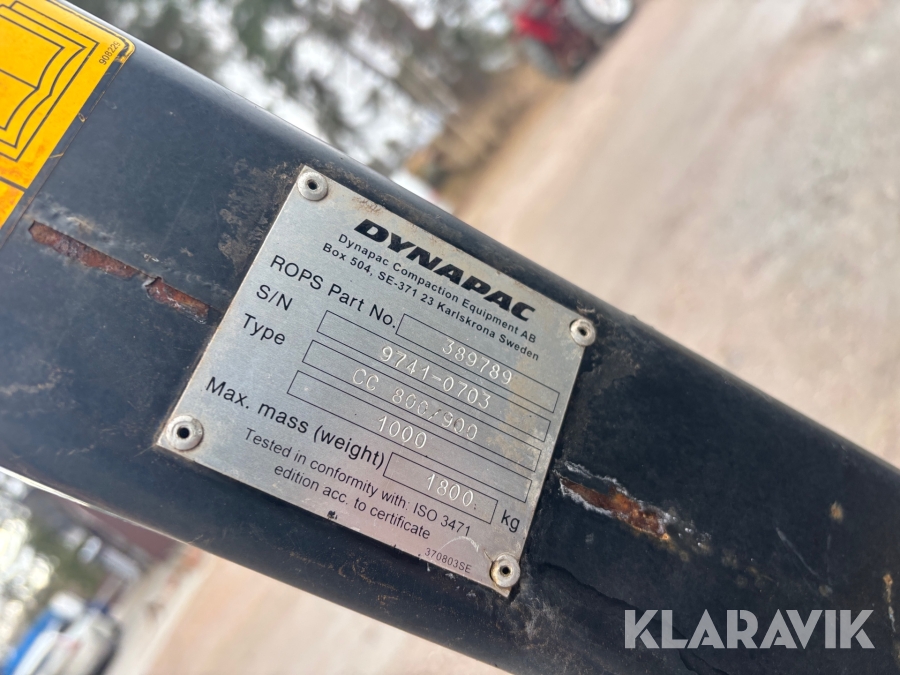 908229
DYNAPAC
Dynapac Compaction Equipment AB
Box 504, SE-371 23 Karlskrona Sweden
ROPS Part No. 389789
S/N 9741-0703
Type CC 800/900
1000
Max. mass (weight) 1800 kg
Tested in conformity with: ISO 3471
edition acc. to certificate
370803SE
KLARAVIK